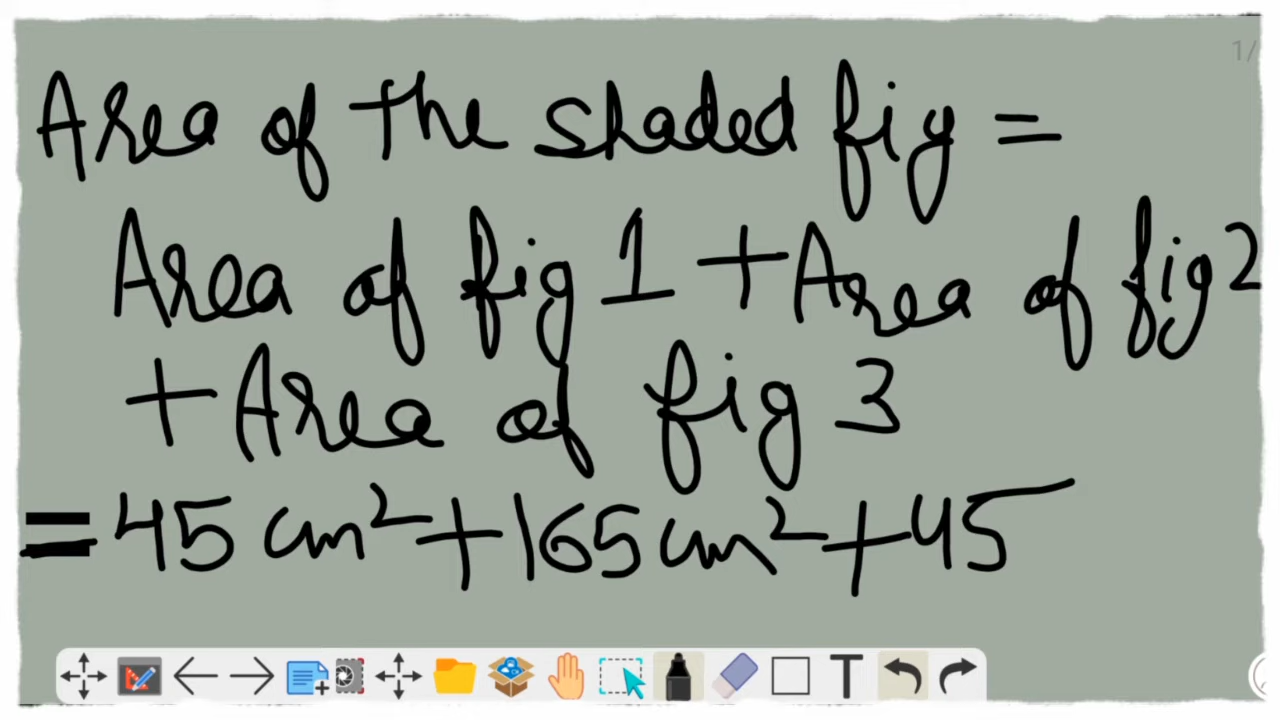 1/
Area of the shaded fig =
Area of fig 1 + Area of fig 2
+ Area of fig 3
= 45 cm² + 165 cm² + 45
T